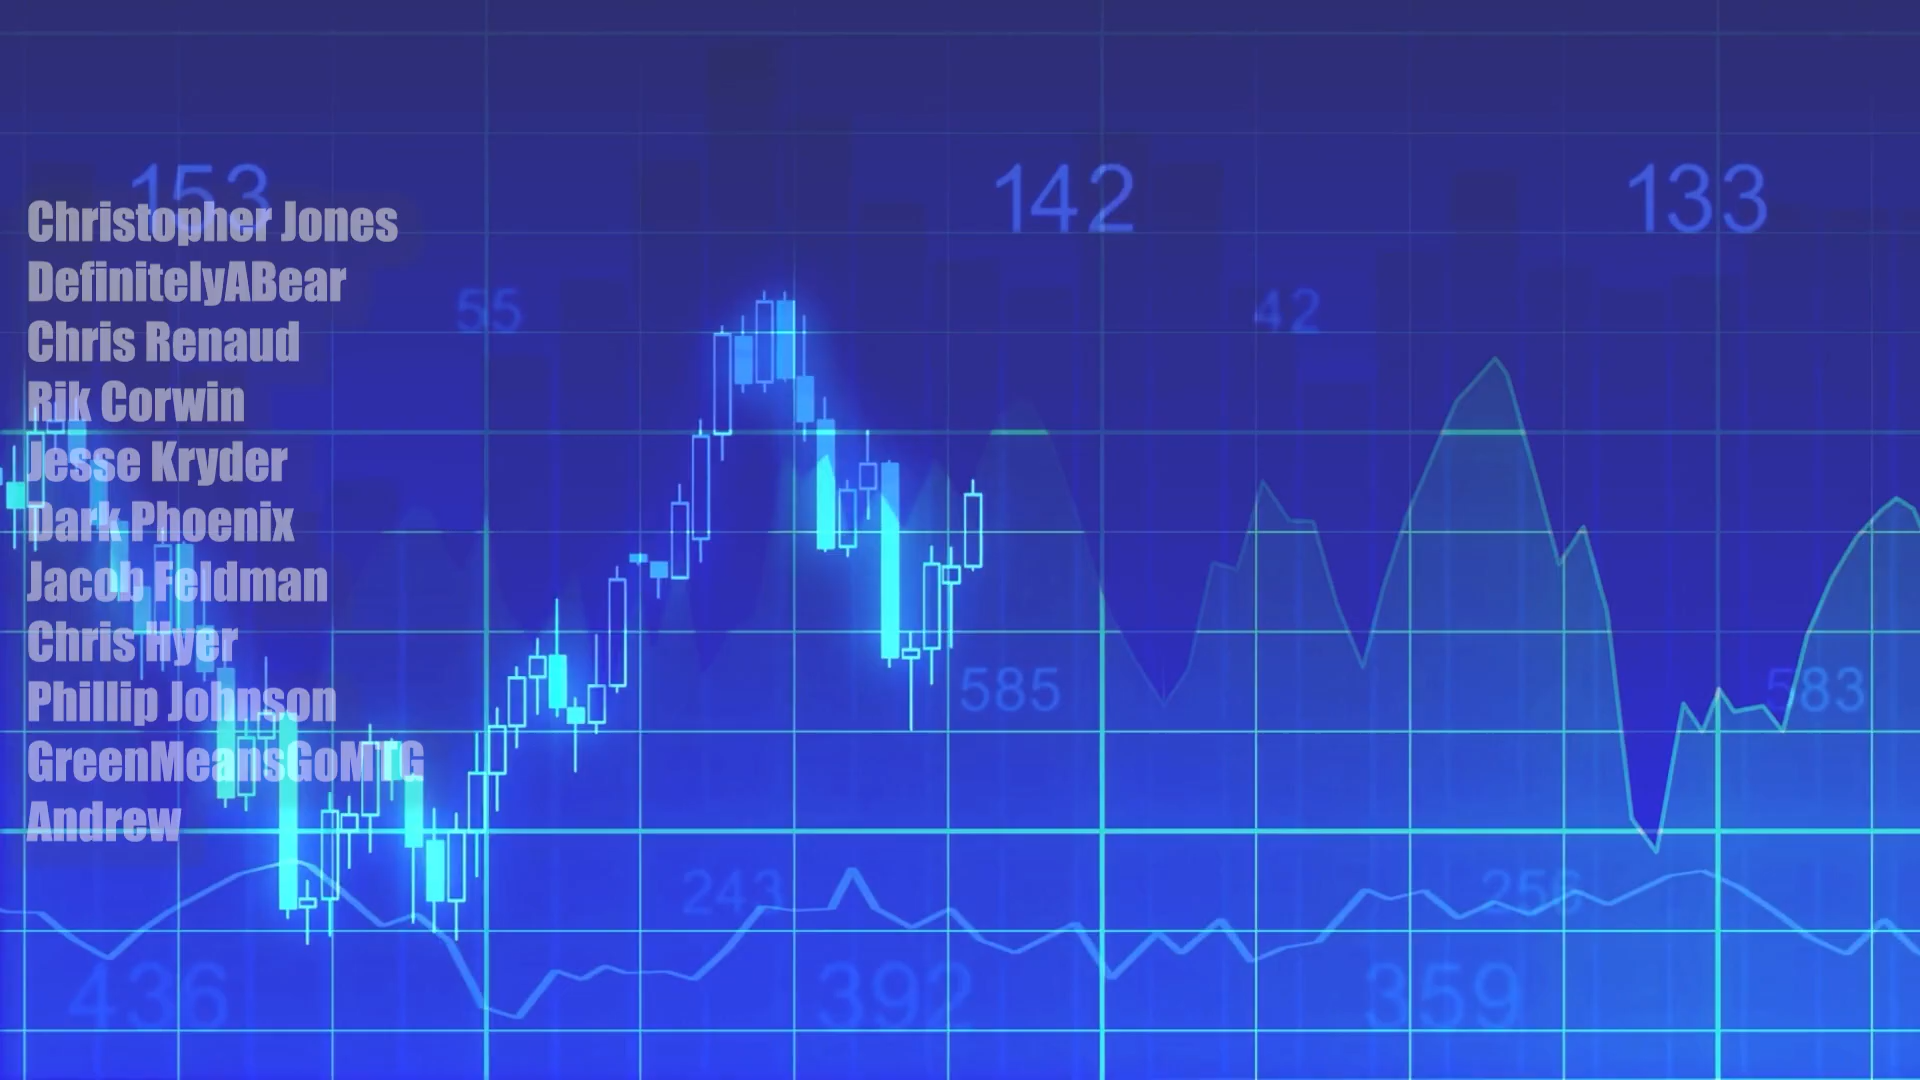 153
142
133
Christopher Jones
DefinitelyABear
55
42
Chris Renaud
Rik Corwin
Jesse Kryder
Dark Phoenix
Jacob Feldman
Chris Hyer
585
583
Phillip Johnson
GreenMeansGoMTG
Andrew
243
256
436
392
359